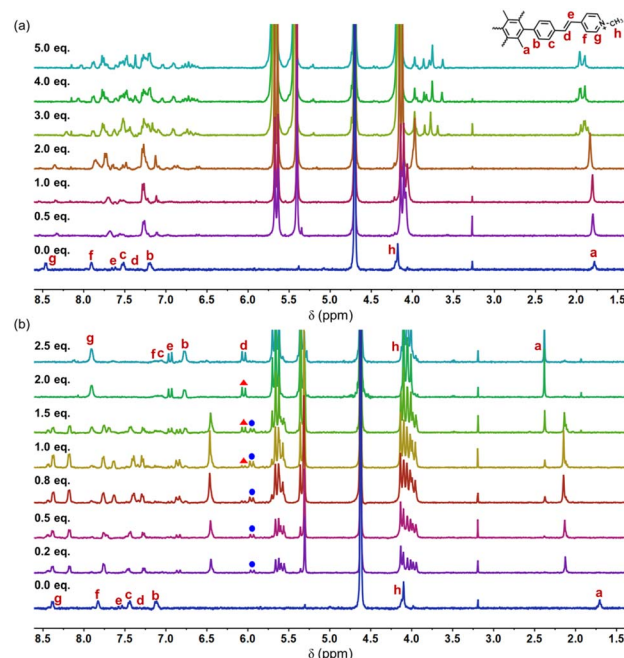 (a)
e
N CH₃
+
b c d f g h
a
5.0 eq.
4.0 eq.
3.0 eq.
2.0 eq.
1.0 eq.
0.5 eq.
0.0 eq.
g f e c d b h a
8.5 8.0 7.5 7.0 6.5 6.0 5.5 5.0 4.5 4.0 3.5 3.0 2.5 2.0 1.5
δ (ppm)
(b)
2.5 eq.
g f c e b d h a
2.0 eq.
1.5 eq.
1.0 eq.
0.8 eq.
0.5 eq.
0.2 eq.
0.0 eq.
g f e c d b h a
8.5 8.0 7.5 7.0 6.5 6.0 5.5 5.0 4.5 4.0 3.5 3.0 2.5 2.0 1.5
δ (ppm)